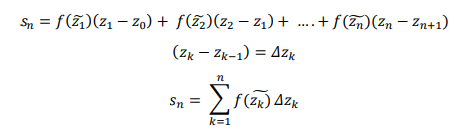 sₙ = f(z̃₁)(z₁ − z₀) + f(z̃₂)(z₂ − z₁) + ….+ f(z̃ₙ)(zₙ − zₙ₊₁)
(zₖ − zₖ₋₁) = Δzₖ
sₙ = ∑ₖ₌₁ⁿ f(z̃ₖ) Δzₖ